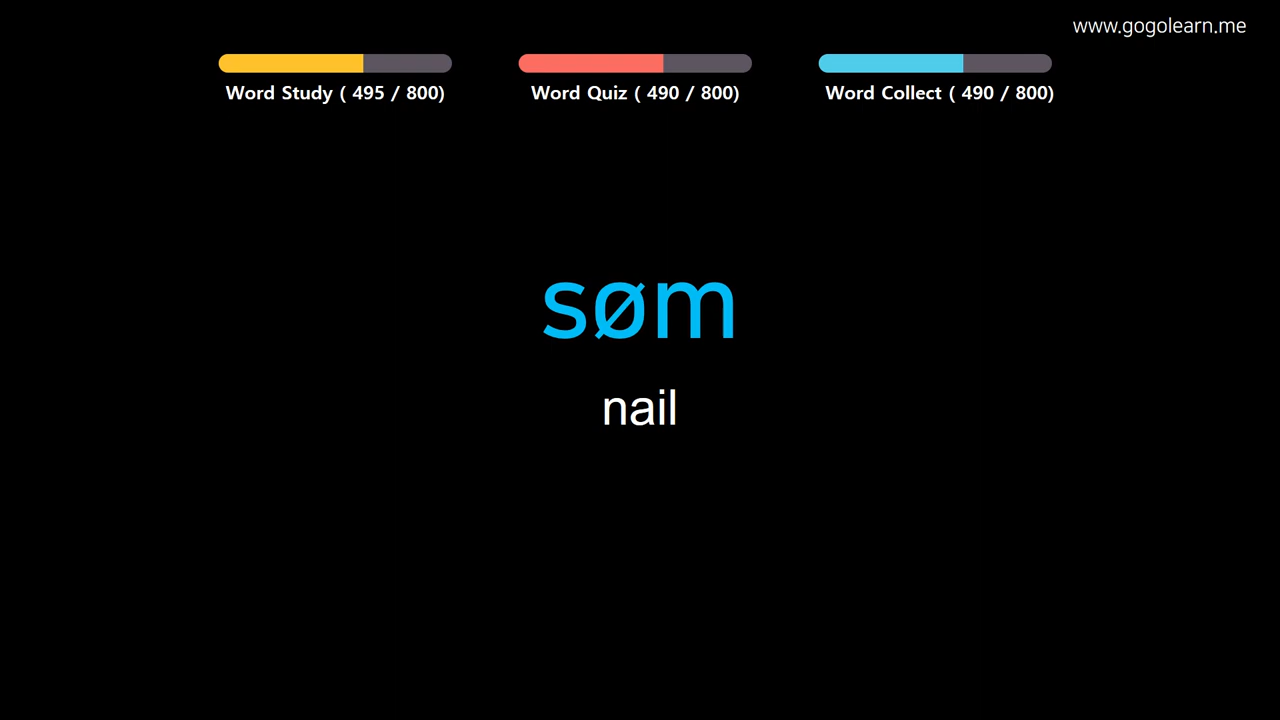 www.gogolearn.me
Word Study ( 495 / 800)
Word Quiz ( 490 / 800)
Word Collect ( 490 / 800)
søm
nail